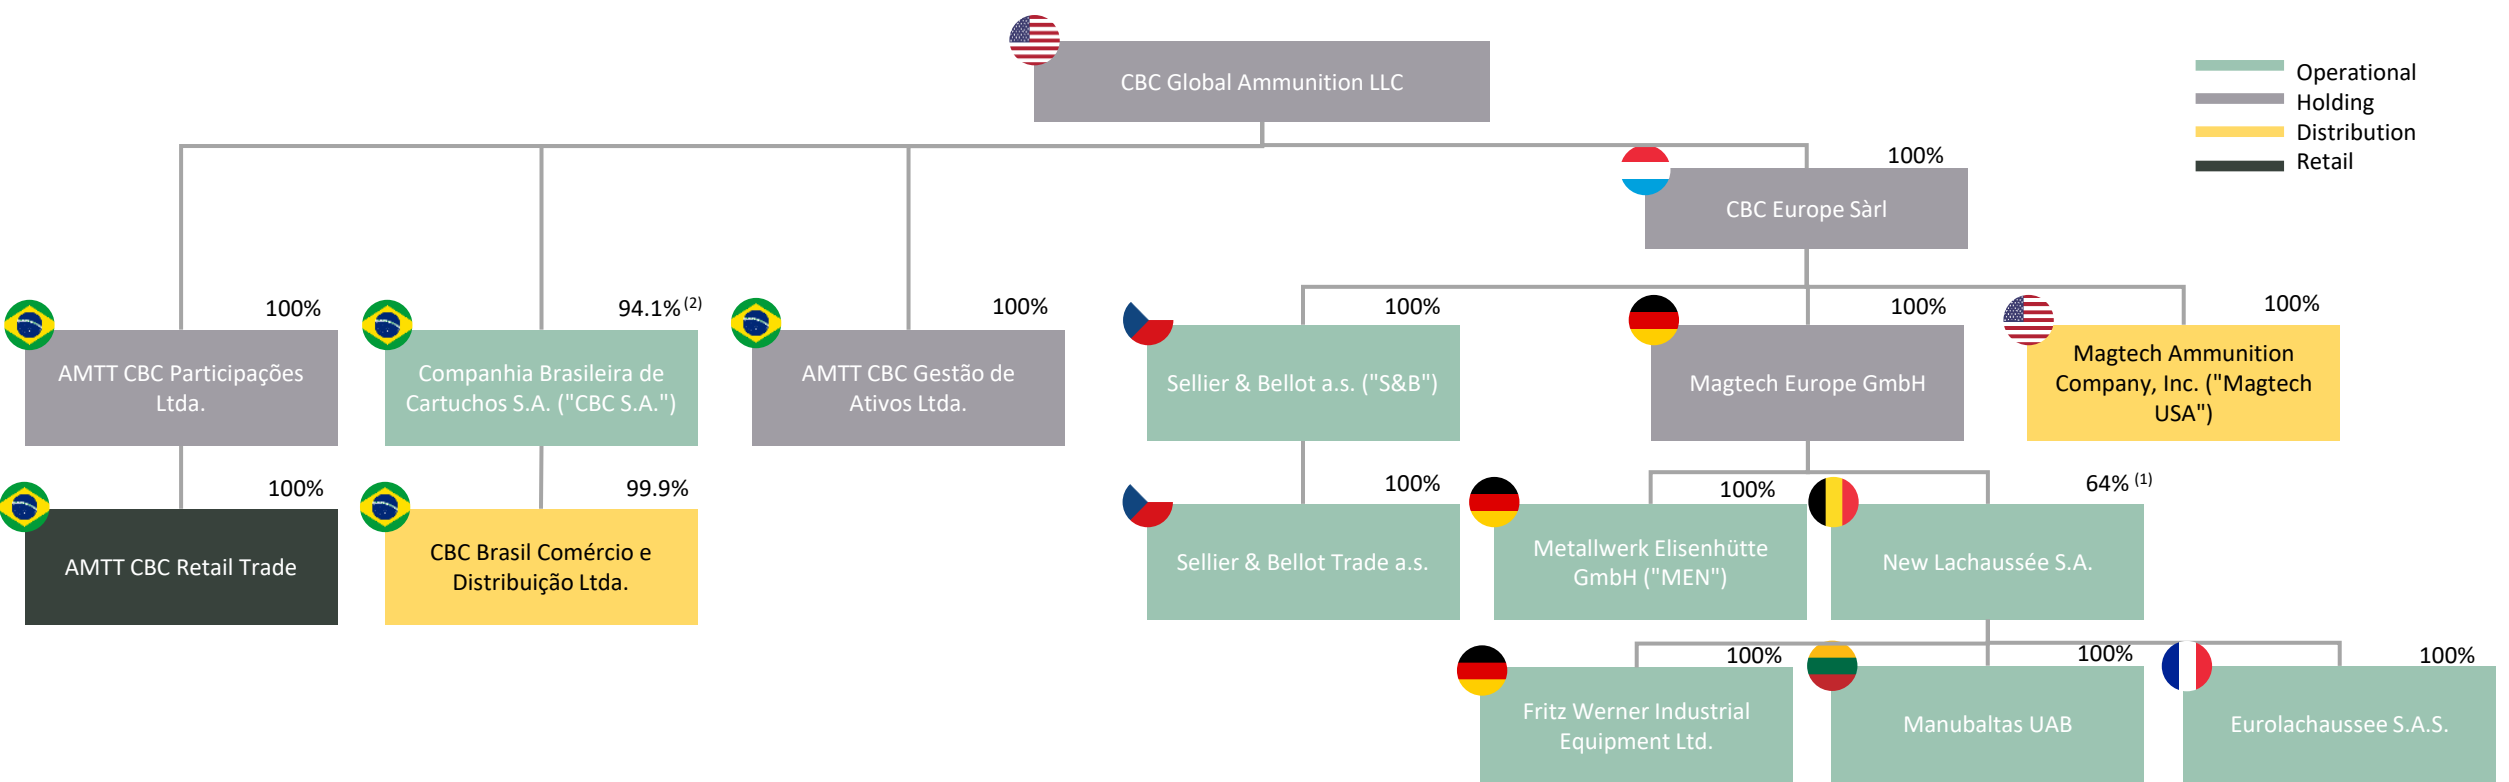 CBC Global Ammunition LLC
Operational
Holding
Distribution
Retail
100%
CBC Europe Sàrl
100%
94.1% (2)
100%
100%
100%
100%
AMTT CBC Participações
Ltda.
Companhia Brasileira de
Cartuchos S.A. ("CBC S.A.")
AMTT CBC Gestão de
Ativos Ltda.
Sellier & Bellot a.s. ("S&B")
Magtech Europe GmbH
Magtech Ammunition
Company, Inc. ("Magtech
USA")
100%
99.9%
100%
100%
64% (1)
AMTT CBC Retail Trade
CBC Brasil Comércio e
Distribuição Ltda.
Sellier & Bellot Trade a.s.
Metallwerk Elisenhütte
GmbH ("MEN")
New Lachaussée S.A.
100%
100%
100%
Fritz Werner Industrial
Equipment Ltd.
Manubaltas UAB
Eurolachaussee S.A.S.